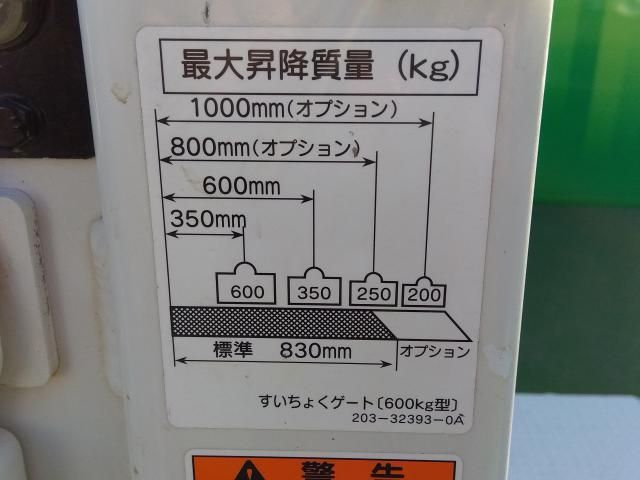 最大昇降質量 (kg)
1000mm(オプション)
800mm(オプション)
600mm
350mm
600 350 250 200
標準 830mm オプション
すいちょくゲート〔600kg型〕
203-32393-0A
警告